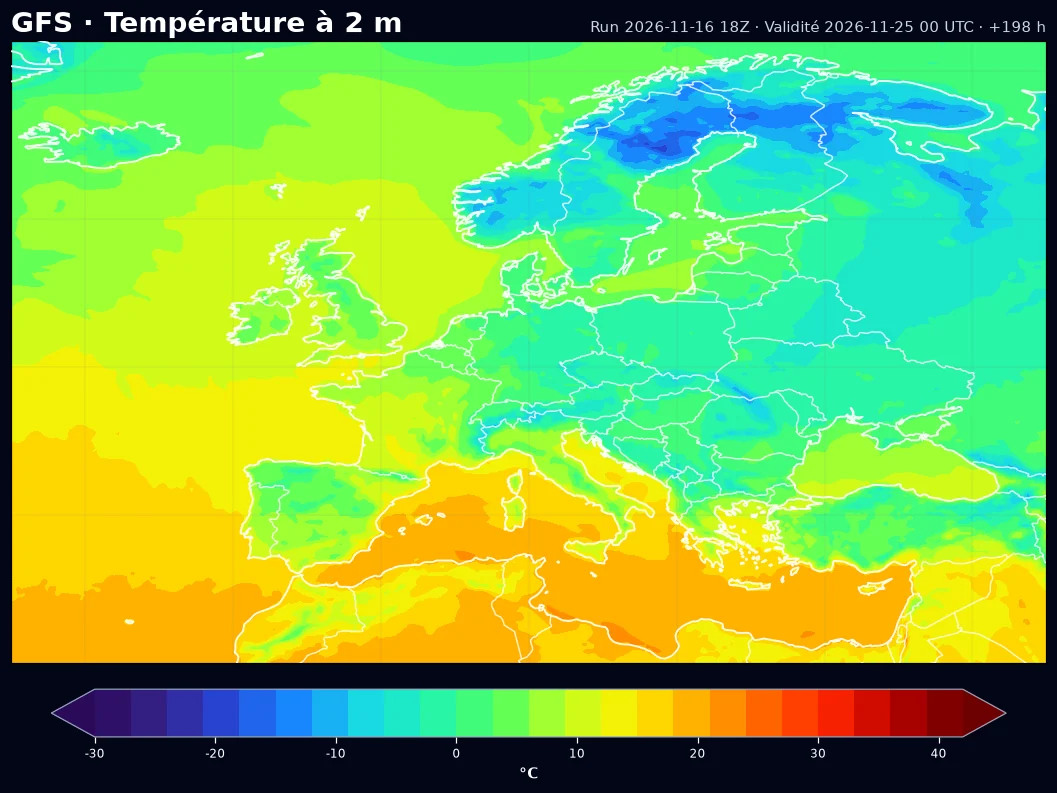 GFS · Température à 2 m
Run 2026-11-16 18Z · Validité 2026-11-25 00 UTC · +198 h
-30 -20 -10 0 10 20 30 40
°C